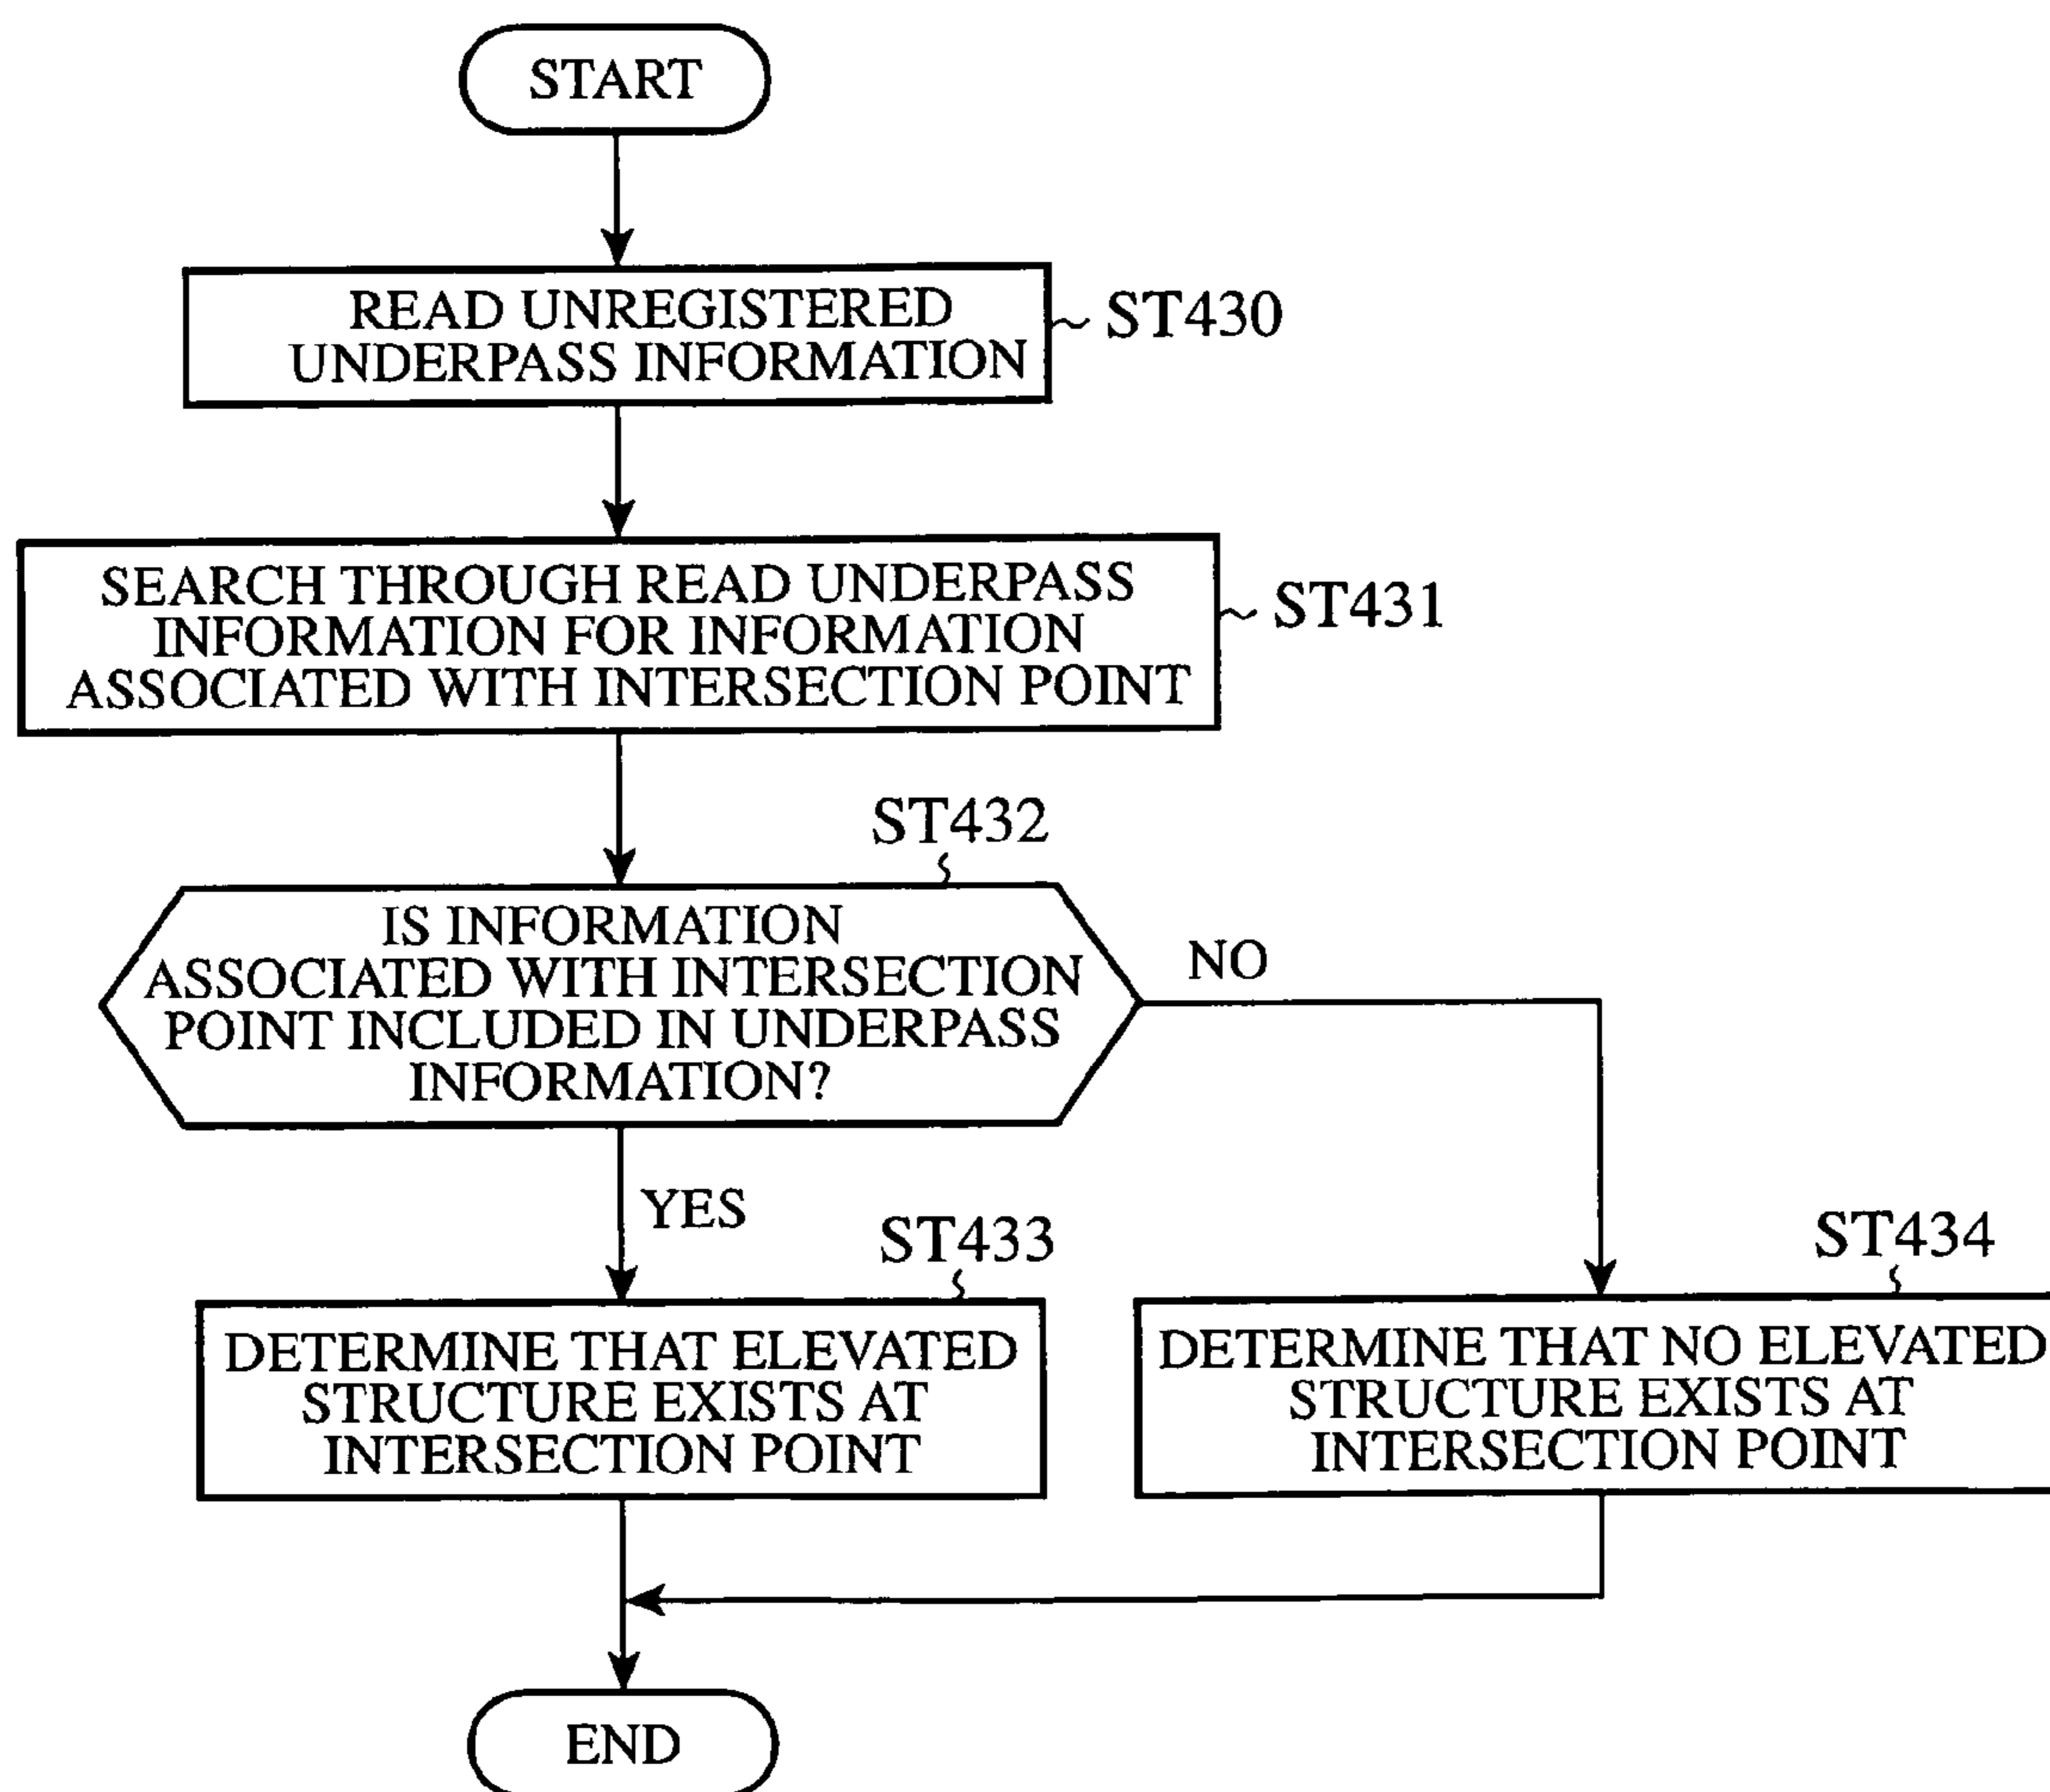 START
READ UNREGISTERED
UNDERPASS INFORMATION
ST430
SEARCH THROUGH READ UNDERPASS
INFORMATION FOR INFORMATION
ASSOCIATED WITH INTERSECTION POINT
ST431
ST432
IS INFORMATION
ASSOCIATED WITH INTERSECTION
POINT INCLUDED IN UNDERPASS
INFORMATION?
NO
YES
ST433
DETERMINE THAT ELEVATED
STRUCTURE EXISTS AT
INTERSECTION POINT
ST434
DETERMINE THAT NO ELEVATED
STRUCTURE EXISTS AT
INTERSECTION POINT
END